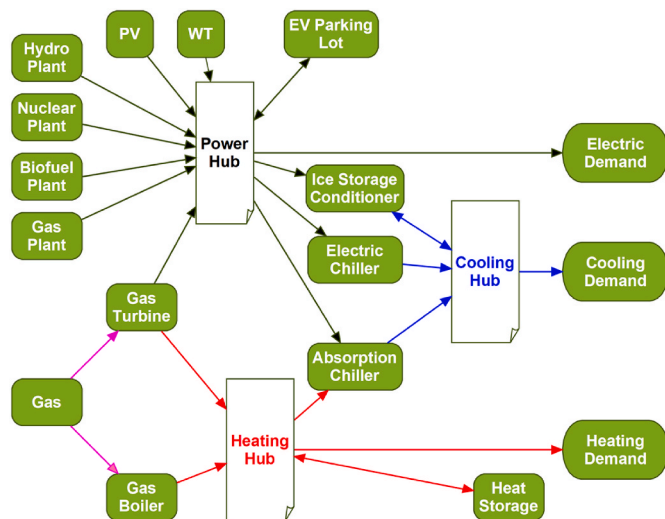 PV
WT
EV Parking
Lot
Hydro
Plant
Nuclear
Plant
Biofuel
Plant
Gas
Plant
Power
Hub
Electric
Demand
Ice Storage
Conditioner
Electric
Chiller
Cooling
Hub
Cooling
Demand
Gas
Turbine
Absorption
Chiller
Gas
Heating
Hub
Heating
Demand
Gas
Boiler
Heat
Storage